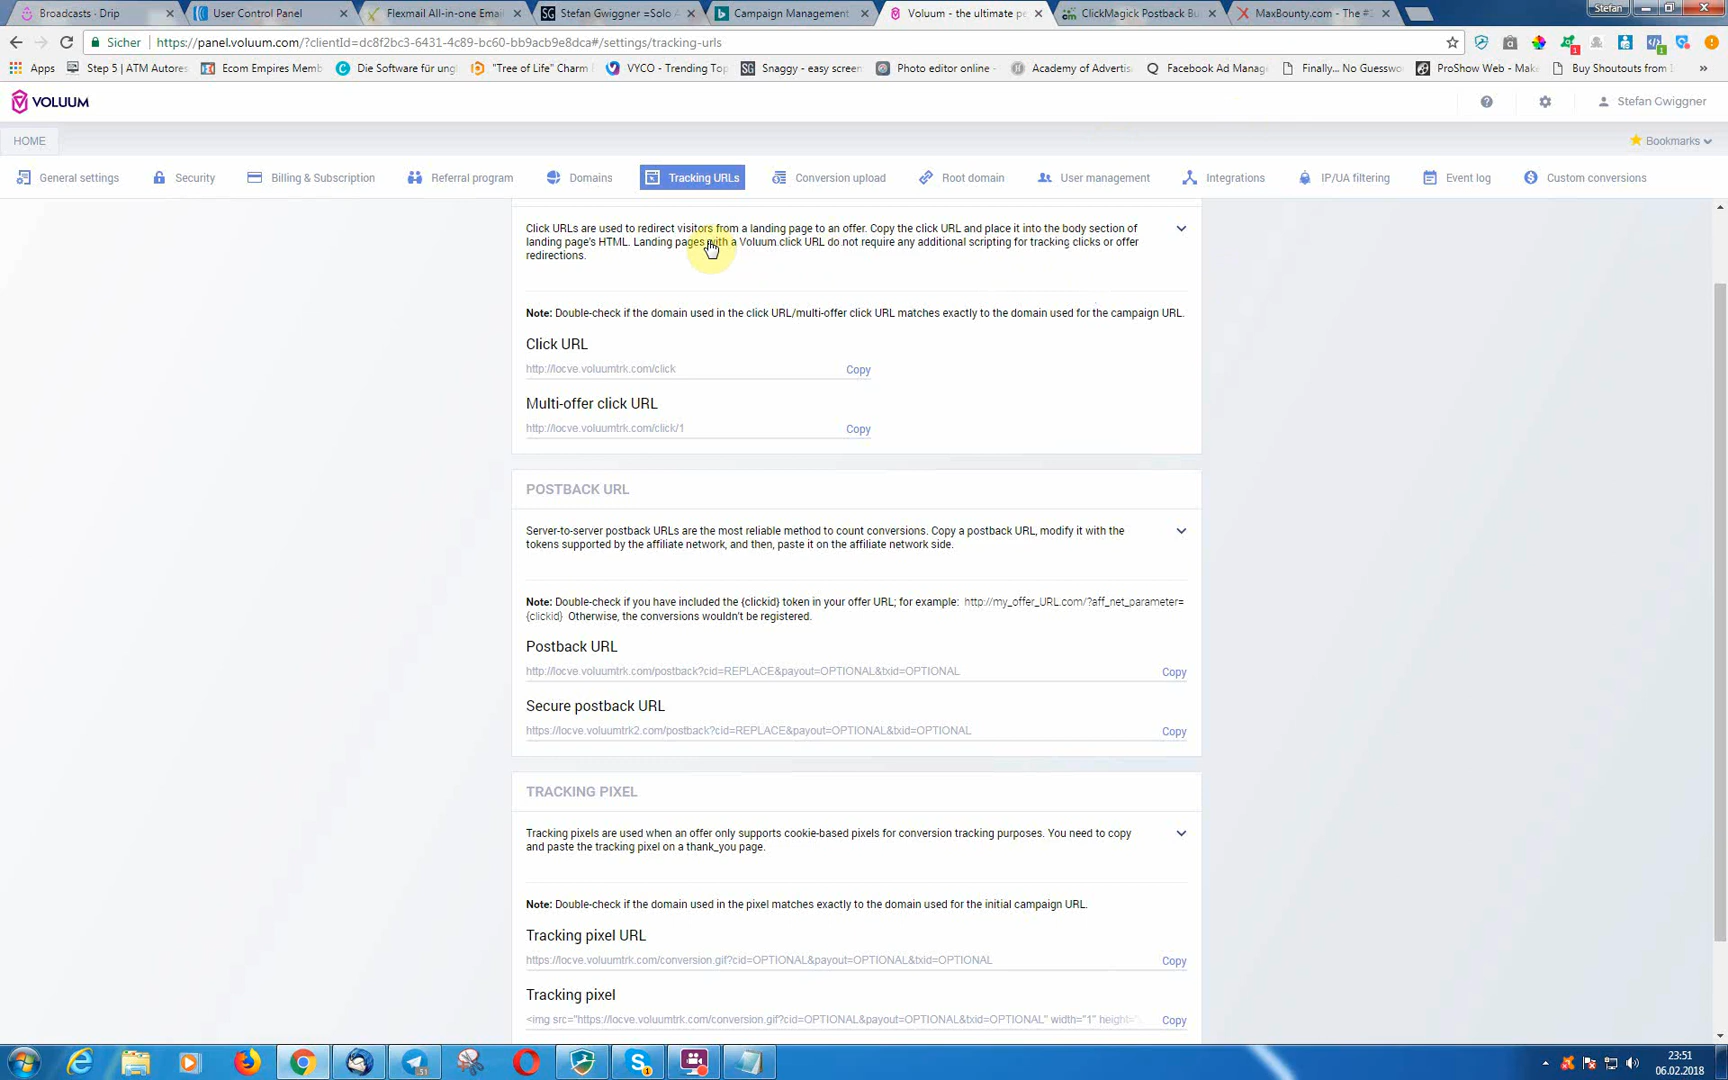 Broadcasts - Drip
User Control Panel
Flexmail All-in-one Email
Stefan Gwiggner =Solo A
Campaign Management
Voluum - the ultimate pe
ClickMagick Postback Bu
MaxBounty.com - The #1
Stefan
Sicher
https://panel.voluum.com/?clientId=dc8f2bc3-6431-4c89-bc60-bb9acb9e8dca#/settings/tracking-urls
Apps
Step 5 | ATM Autores
Ecom Empires Memb
Die Software für ung
"Tree of Life" Charm
VYCO - Trending Top
Snaggy - easy screen
Photo editor online -
Academy of Advertis
Facebook Ad Manag
Finally... No Guesswo
ProShow Web - Make
Buy Shoutouts from
VOLUUM
Stefan Gwiggner
HOME
Bookmarks
General settings
Security
Billing & Subscription
Referral program
Domains
Tracking URLs
Conversion upload
Root domain
User management
Integrations
IP/UA filtering
Event log
Custom conversions
Click URLs are used to redirect visitors from a landing page to an offer. Copy the click URL and place it into the body section of
landing page's HTML. Landing pages with a Voluum click URL do not require any additional scripting for tracking clicks or offer
redirections.
Note: Double-check if the domain used in the click URL/multi-offer click URL matches exactly to the domain used for the campaign URL.
Click URL
http://locve.voluumtrk.com/click
Copy
Multi-offer click URL
http://locve.voluumtrk.com/click/1
Copy
POSTBACK URL
Server-to-server postback URLs are the most reliable method to count conversions. Copy a postback URL, modify it with the
tokens supported by the affiliate network, and then, paste it on the affiliate network side.
Note: Double-check if you have included the {clickid} token in your offer URL; for example: http://my_offer_URL.com/?aff_net_parameter=
{clickid} Otherwise, the conversions wouldn't be registered.
Postback URL
http://locve.voluumtrk.com/postback?cid=REPLACE&payout=OPTIONAL&txid=OPTIONAL
Copy
Secure postback URL
https://locve.voluumtrk2.com/postback?cid=REPLACE&payout=OPTIONAL&txid=OPTIONAL
Copy
TRACKING PIXEL
Tracking pixels are used when an offer only supports cookie-based pixels for conversion tracking purposes. You need to copy
and paste the tracking pixel on a thank_you page.
Note: Double-check if the domain used in the pixel matches exactly to the domain used for the initial campaign URL.
Tracking pixel URL
https://locve.voluumtrk.com/conversion.gif?cid=OPTIONAL&payout=OPTIONAL&txid=OPTIONAL
Copy
Tracking pixel
<img src="https://locve.voluumtrk.com/conversion.gif?cid=OPTIONAL&payout=OPTIONAL&txid=OPTIONAL" width="1" height=
Copy
23:51
06.02.2018